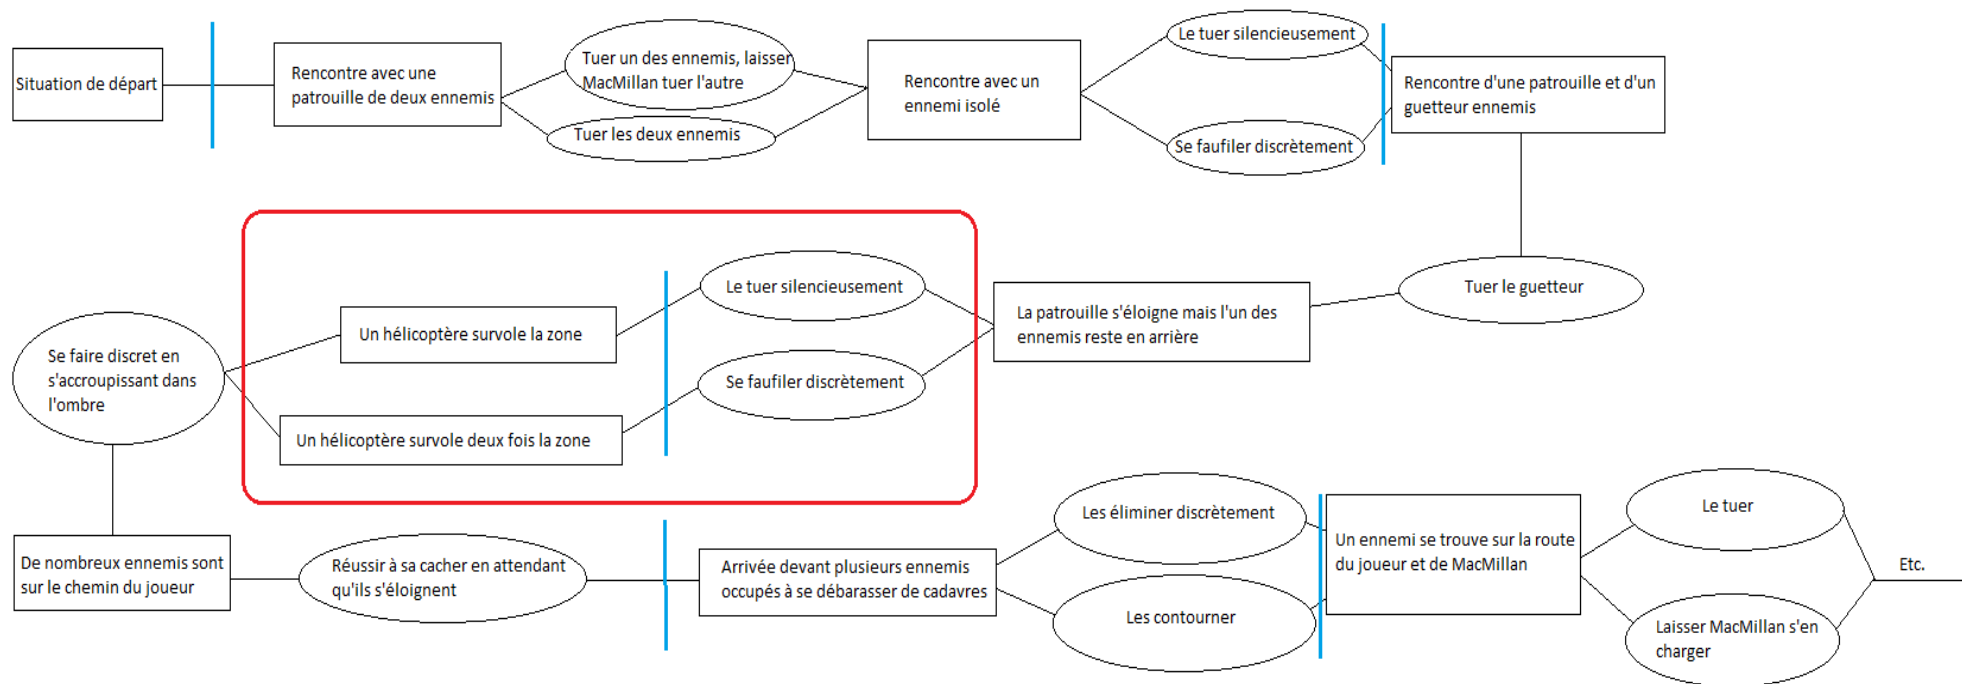 Situation de départ
Rencontre avec une
patrouille de deux ennemis
Tuer un des ennemis, laisser
MacMillan tuer l'autre
Tuer les deux ennemis
Rencontre avec un
ennemi isolé
Le tuer silencieusement
Se faufiler discrètement
Rencontre d'une patrouille et d'un
guetteur ennemis
Tuer le guetteur
La patrouille s'éloigne mais l'un des
ennemis reste en arrière
Le tuer silencieusement
Se faufiler discrètement
Un hélicoptère survole la zone
Un hélicoptère survole deux fois la zone
Se faire discret en
s'accroupissant dans
l'ombre
De nombreux ennemis sont
sur le chemin du joueur
Réussir à sa cacher en attendant
qu'ils s'éloignent
Arrivée devant plusieurs ennemis
occupés à se débarasser de cadavres
Les éliminer discrètement
Les contourner
Un ennemi se trouve sur la route
du joueur et de MacMillan
Le tuer
Laisser MacMillan s'en
charger
Etc.